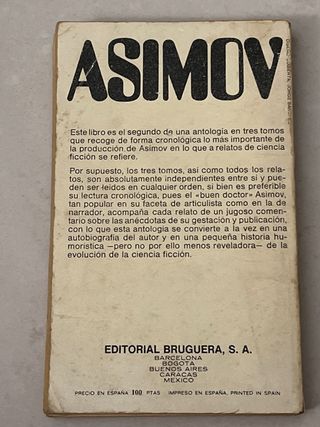 ASIMOV
Este libro es el segundo de una antología en tres tomos
que recoge de forma cronológica lo más importante de
la producción de Asimov en lo que a relatos de ciencia
ficción se refiere.
Por supuesto, los tres tomos, así como todos los rela-
tos, son absolutamente independientes entre si y pue-
den ser leídos en cualquier orden, si bien es preferible
su lectura cronológica, pues el «buen doctor» Asimov,
tan popular en su faceta de articulista como en la de
narrador, acompaña cada relato de un jugoso comen-
tario sobre las anécdotas de su gestación y publicación,
con lo que esta antología se convierte a la vez en una
autobiografía del autor y en una pequeña historia hu-
morística —pero no por ello menos reveladora— de
la evolución de la ciencia ficción.
EDITORIAL BRUGUERA, S. A.
BARCELONA
BOGOTA
BUENOS AIRES
CARACAS
MEXICO
PRECIO EN ESPAÑA 100 PTAS IMPRESO EN ESPAÑA, PRINTED IN SPAIN